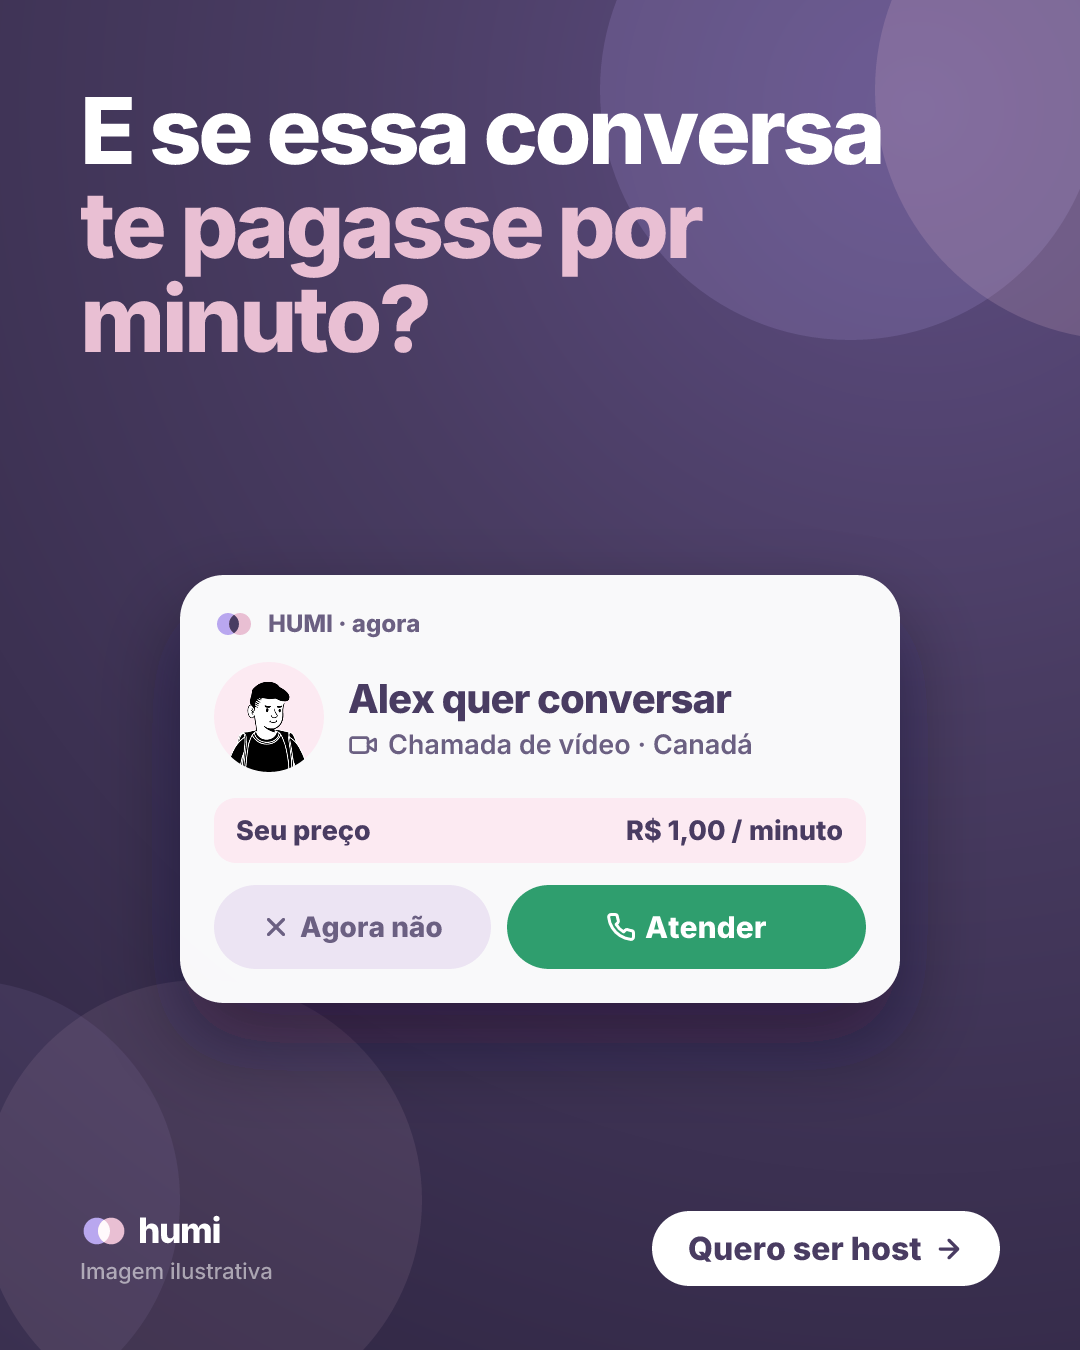 E se essa conversa
te pagasse por
minuto?
HUMI · agora
Alex quer conversar
Chamada de vídeo · Canadá
Seu preço R$ 1,00 / minuto
Agora não Atender
humi
Imagem ilustrativa
Quero ser host →